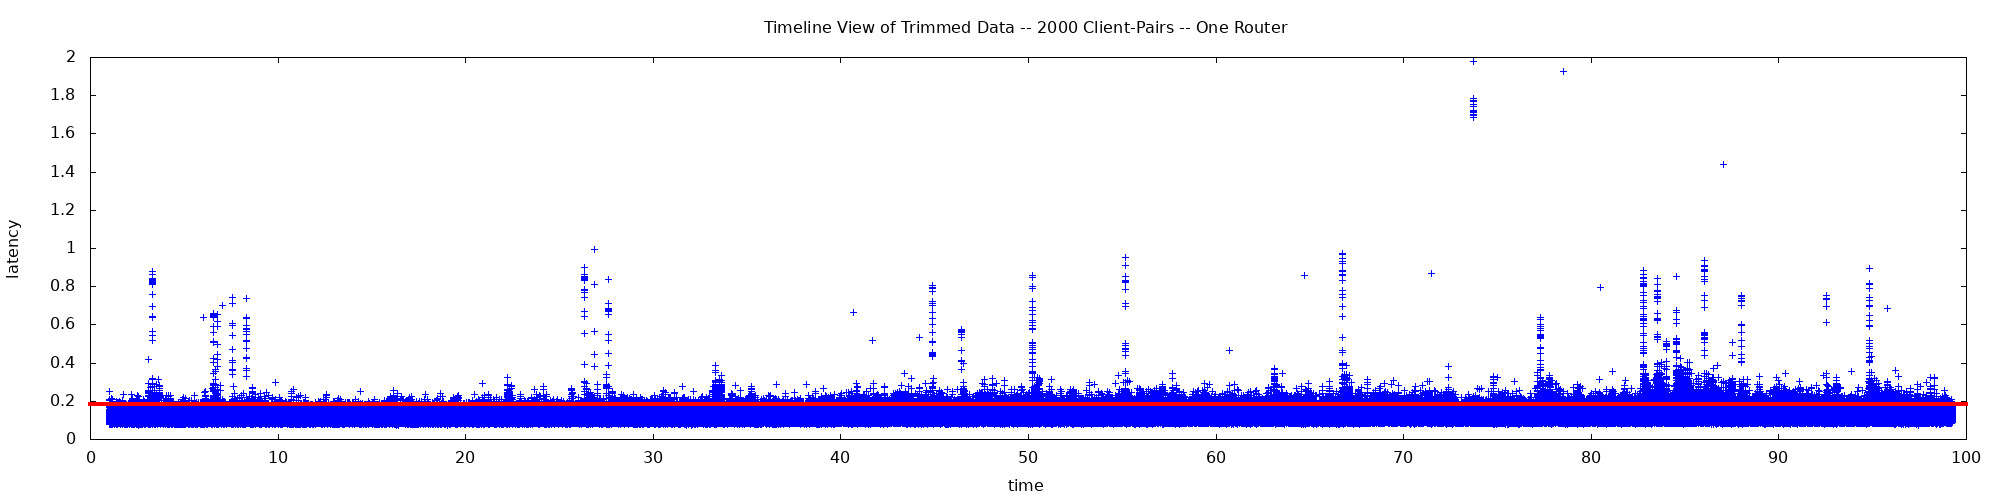 Timeline View of Trimmed Data -- 2000 Client-Pairs -- One Router
2
1.8
1.6
1.4
1.2
1
0.8
0.6
0.4
0.2
0
latency
0 10 20 30 40 50 60 70 80 90 100
time